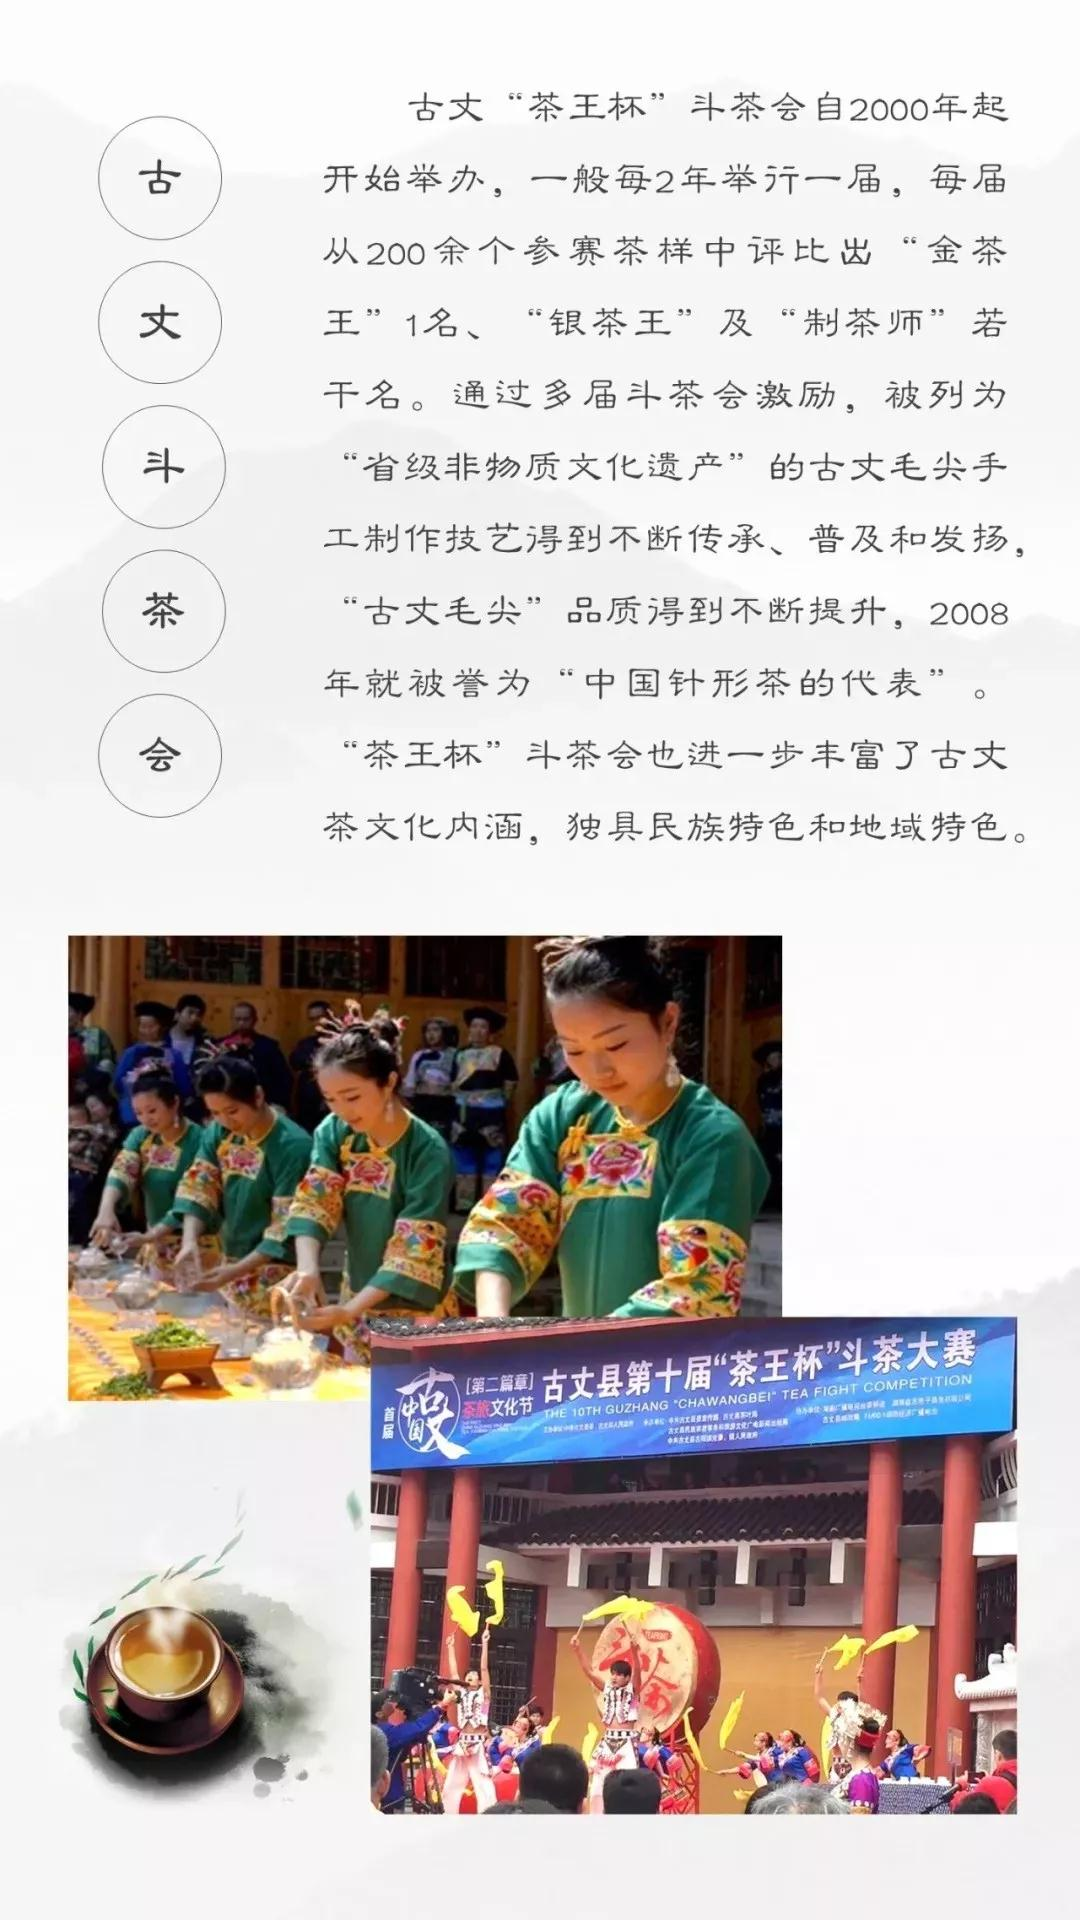 古
丈
斗
茶
会
古丈“茶王杯”斗茶会自2000年起
开始举办，一般每2年举行一届，每届
从200余个参赛茶样中评比出“金茶
王”1名、“银茶王”及“制茶师”若
干名。通过多届斗茶会激励，被列为
“省级非物质文化遗产”的古丈毛尖手
工制作技艺得到不断传承、普及和发扬，
“古丈毛尖”品质得到不断提升，2008
年就被誉为“中国针形茶的代表”。
“茶王杯”斗茶会也进一步丰富了古丈
茶文化内涵，独具民族特色和地域特色。
首届
中国
古丈
[第二篇章]
茶旅文化节
古丈县第十届“茶王杯”斗茶大赛
THE 10TH GUZHANG "CHAWANGBEI" TEA FIGHT COMPETITION